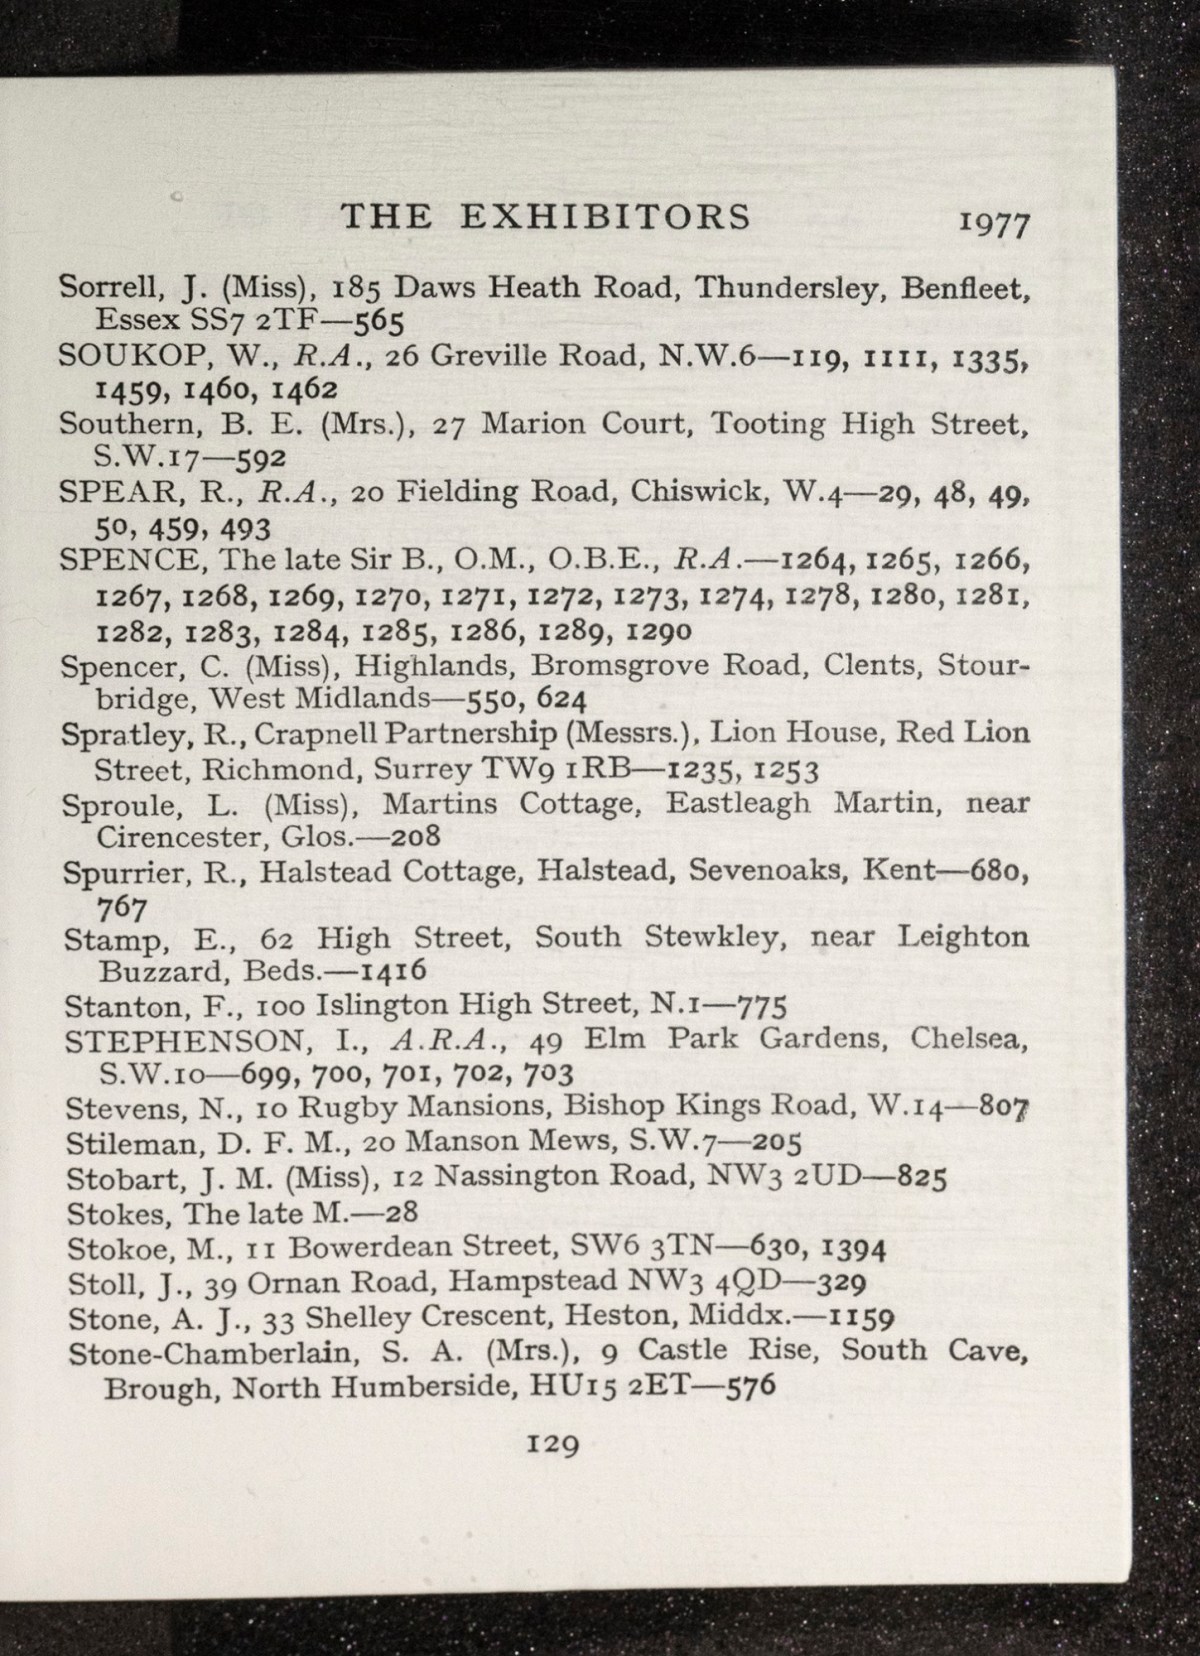 THE EXHIBITORS 1977
Sorrell, J. (Miss), 185 Daws Heath Road, Thundersley, Benfleet,
Essex SS7 2TF—565
SOUKOP, W., R.A., 26 Greville Road, N.W.6—119, 1111, 1335,
1459, 1460, 1462
Southern, B. E. (Mrs.), 27 Marion Court, Tooting High Street,
S.W.17—592
SPEAR, R., R.A., 20 Fielding Road, Chiswick, W.4—29, 48, 49,
50, 459, 493
SPENCE, The late Sir B., O.M., O.B.E., R.A.—1264, 1265, 1266,
1267, 1268, 1269, 1270, 1271, 1272, 1273, 1274, 1278, 1280, 1281,
1282, 1283, 1284, 1285, 1286, 1289, 1290
Spencer, C. (Miss), Highlands, Bromsgrove Road, Clents, Stour-
bridge, West Midlands—550, 624
Spratley, R., Crapnell Partnership (Messrs.), Lion House, Red Lion
Street, Richmond, Surrey TW9 1RB—1235, 1253
Sproule, L. (Miss), Martins Cottage, Eastleagh Martin, near
Cirencester, Glos.—208
Spurrier, R., Halstead Cottage, Halstead, Sevenoaks, Kent—680,
767
Stamp, E., 62 High Street, South Stewkley, near Leighton
Buzzard, Beds.—1416
Stanton, F., 100 Islington High Street, N.1—775
STEPHENSON, I., A.R.A., 49 Elm Park Gardens, Chelsea,
S.W.10—699, 700, 701, 702, 703
Stevens, N., 10 Rugby Mansions, Bishop Kings Road, W.14—807
Stileman, D. F. M., 20 Manson Mews, S.W.7—205
Stobart, J. M. (Miss), 12 Nassington Road, NW3 2UD—825
Stokes, The late M.—28
Stokoe, M., 11 Bowerdean Street, SW6 3TN—630, 1394
Stoll, J., 39 Ornan Road, Hampstead NW3 4QD—329
Stone, A. J., 33 Shelley Crescent, Heston, Middx.—1159
Stone-Chamberlain, S. A. (Mrs.), 9 Castle Rise, South Cave,
Brough, North Humberside, HU15 2ET—576
129